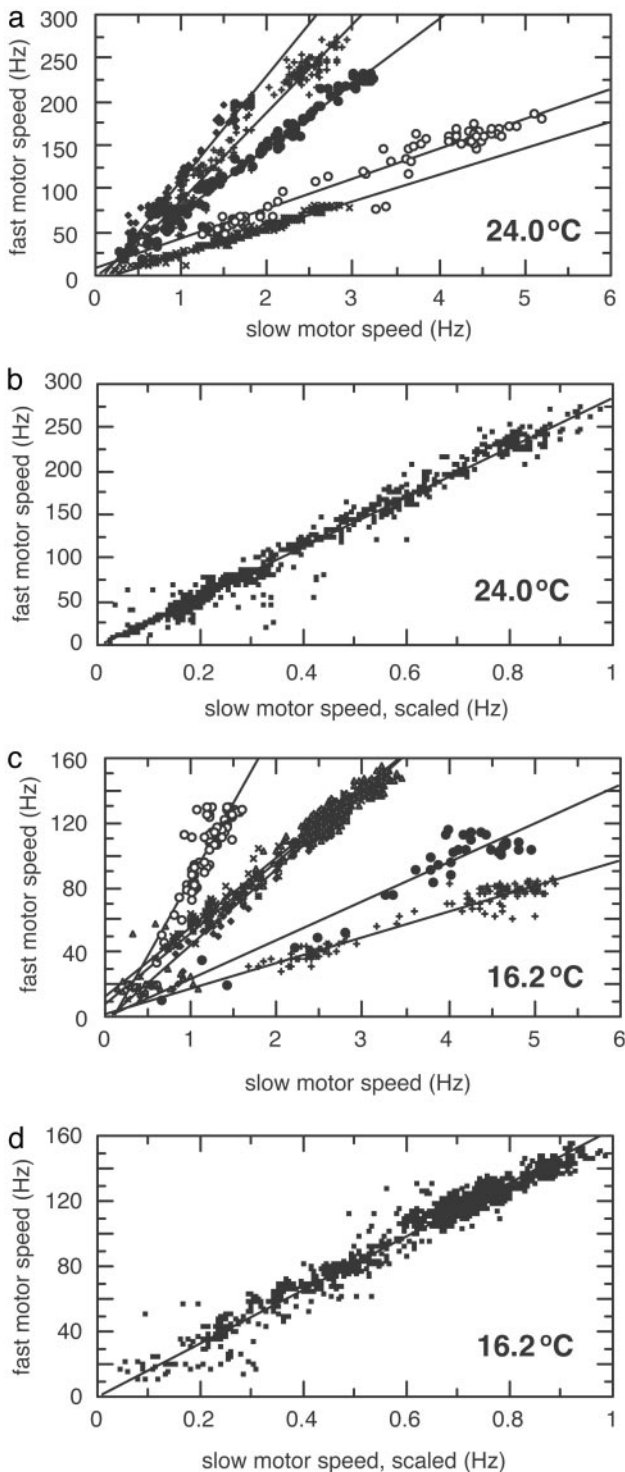 a
300
250
200
150
100
50
0
fast motor speed (Hz)
24.0°C
0 1 2 3 4 5 6
slow motor speed (Hz)
b
300
250
200
150
100
50
0
fast motor speed (Hz)
24.0°C
0 0.2 0.4 0.6 0.8 1
slow motor speed, scaled (Hz)
c
160
120
80
40
0
fast motor speed (Hz)
16.2°C
0 1 2 3 4 5 6
slow motor speed (Hz)
d
160
120
80
40
0
fast motor speed (Hz)
16.2°C
0 0.2 0.4 0.6 0.8 1
slow motor speed, scaled (Hz)